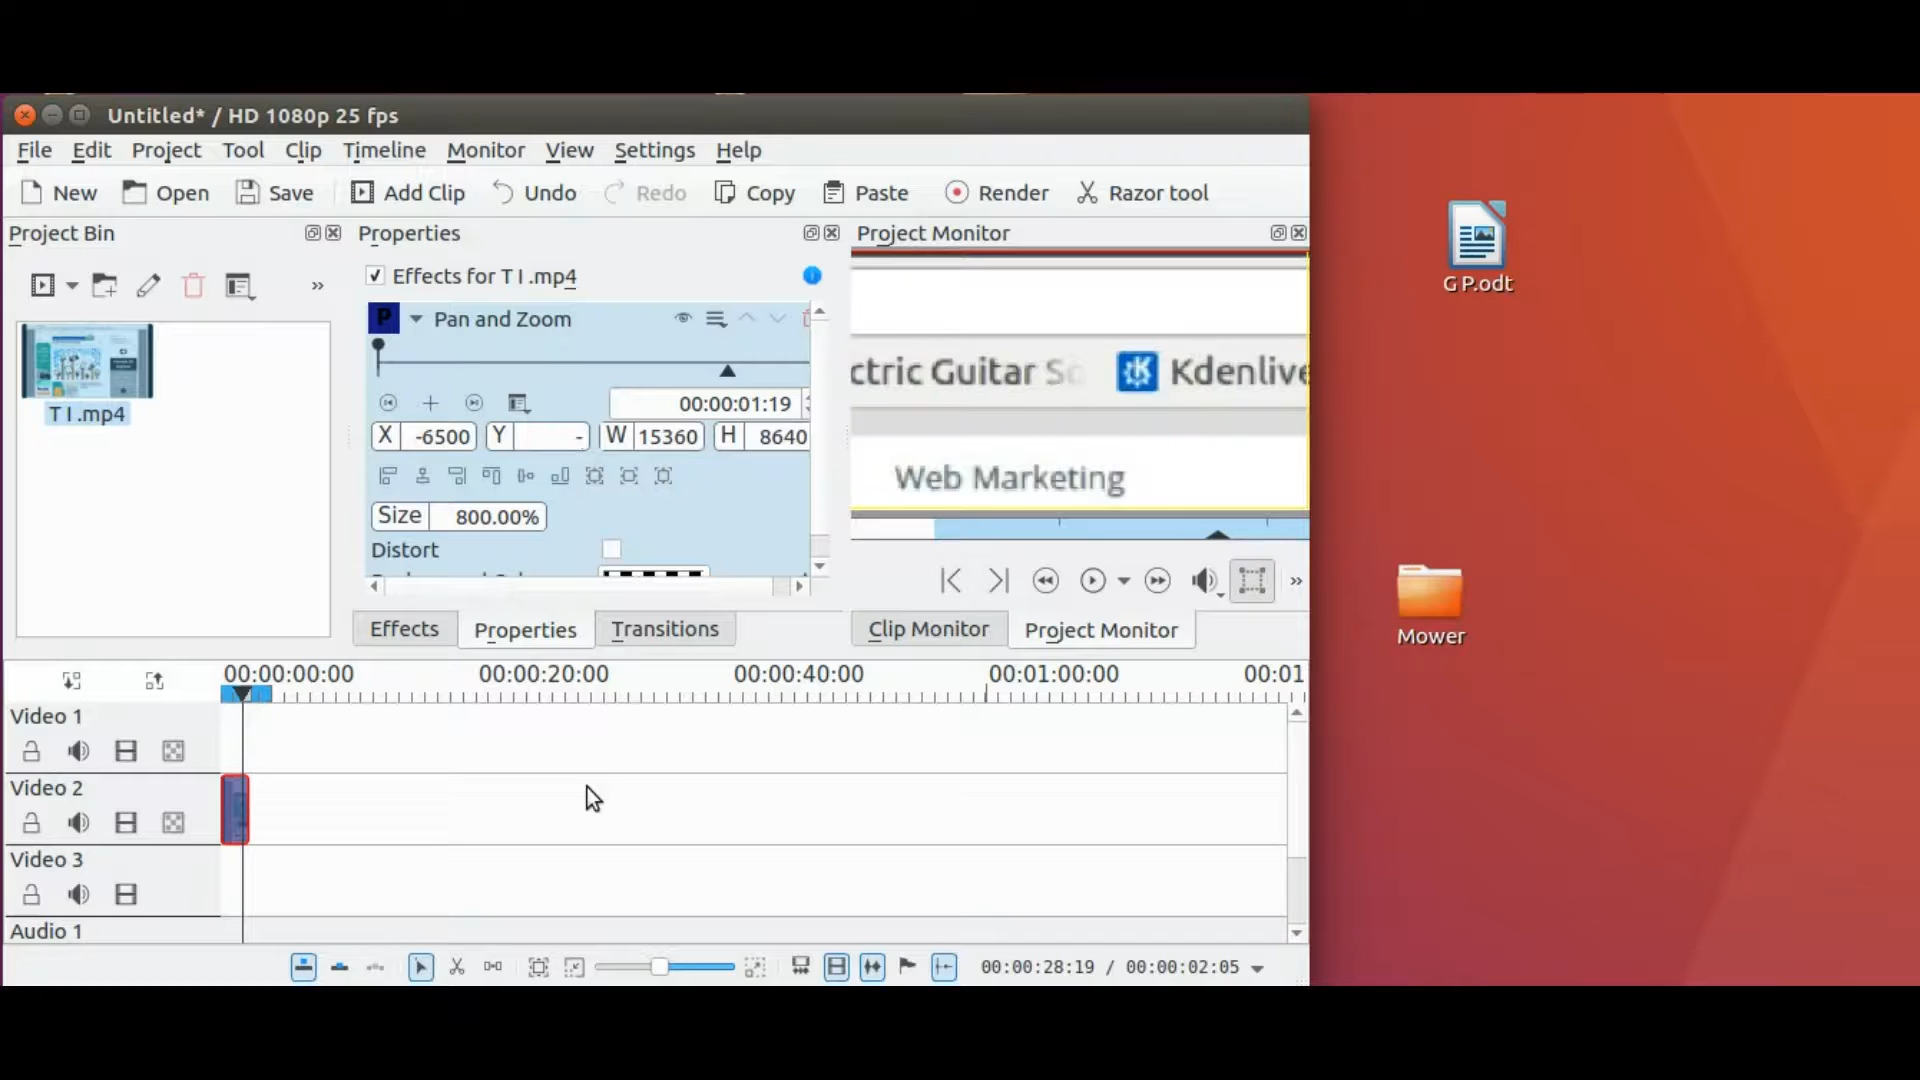 Untitled* / HD 1080p 25 fps
File Edit Project Tool Clip Timeline Monitor View Settings Help
New Open Save Add Clip Undo Redo Copy Paste Render Razor tool
Project Bin Properties Project Monitor
Effects for T I .mp4
P Pan and Zoom
00:00:01:19
X -6500 Y - W 15360 H 8640
Size 800.00%
Distort
T I .mp4
ctric Guitar Kdenlive
Web Marketing
Effects Properties Transitions Clip Monitor Project Monitor
00:00:00:00 00:00:20:00 00:00:40:00 00:01:00:00 00:01
Video 1
Video 2
Video 3
Audio 1
00:00:28:19 / 00:00:02:05
G P.odt
Mower